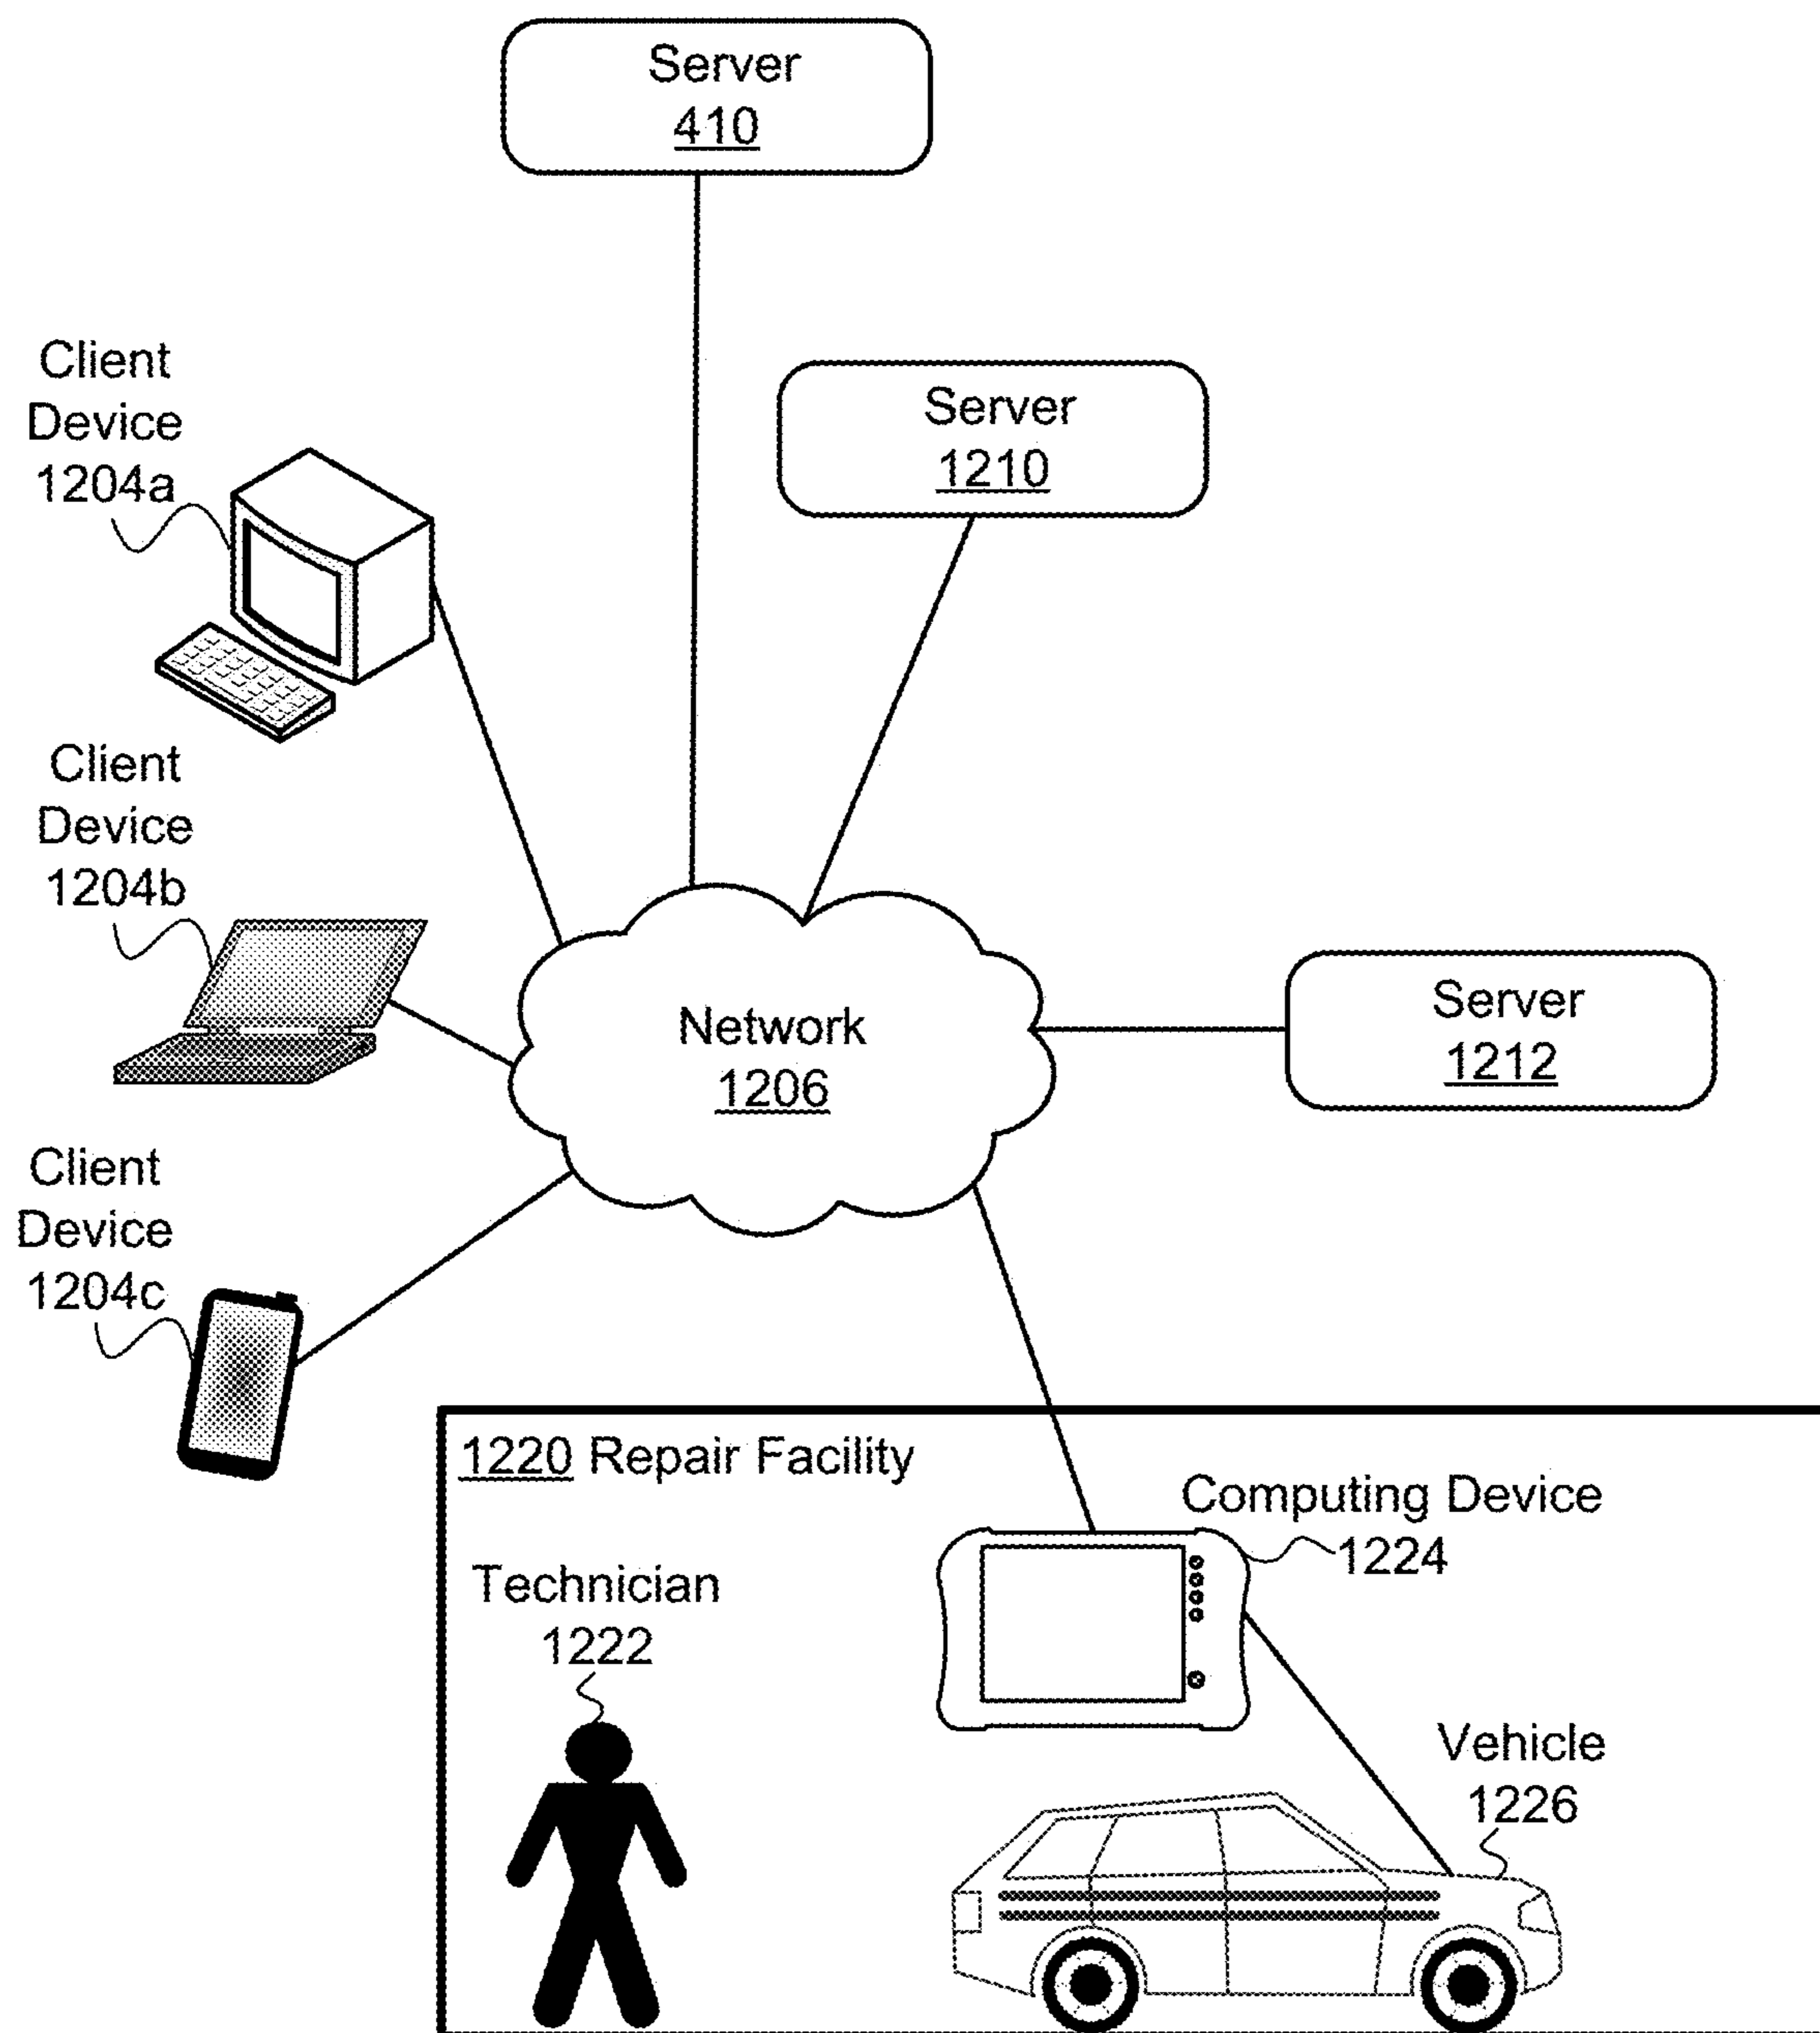 Server
410
Client
Device
1204a
Server
1210
Client
Device
1204b
Network
1206
Server
1212
Client
Device
1204c
1220 Repair Facility
Computing Device
1224
Technician
1222
Vehicle
1226